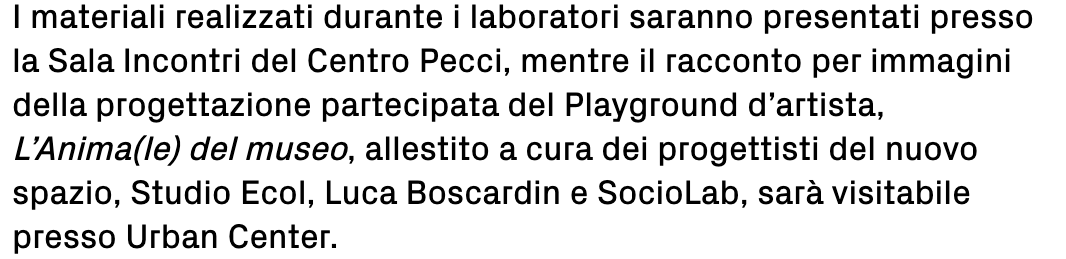 I materiali realizzati durante i laboratori saranno presentati presso
la Sala Incontri del Centro Pecci, mentre il racconto per immagini
della progettazione partecipata del Playground d’artista,
L’Anima(le) del museo, allestito a cura dei progettisti del nuovo
spazio, Studio Ecol, Luca Boscardin e SocioLab, sarà visitabile
presso Urban Center.